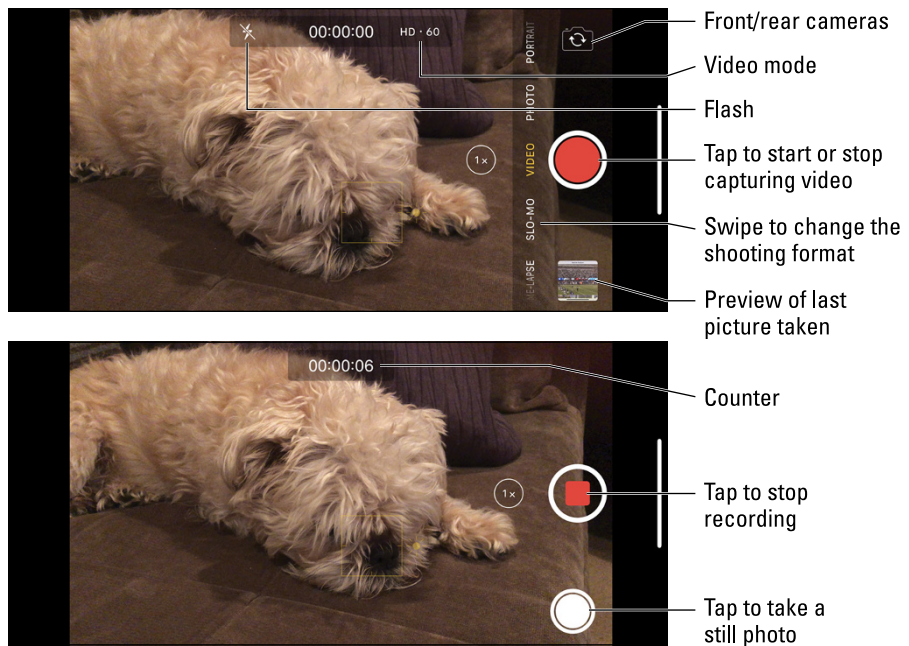 00:00:00 HD · 60
PORTRAIT
PHOTO
VIDEO
SLO-MO
1×
Front/rear cameras
Video mode
Flash
Tap to start or stop
capturing video
Swipe to change the
shooting format
Preview of last
picture taken
00:00:06
1×
Counter
Tap to stop
recording
Tap to take a
still photo